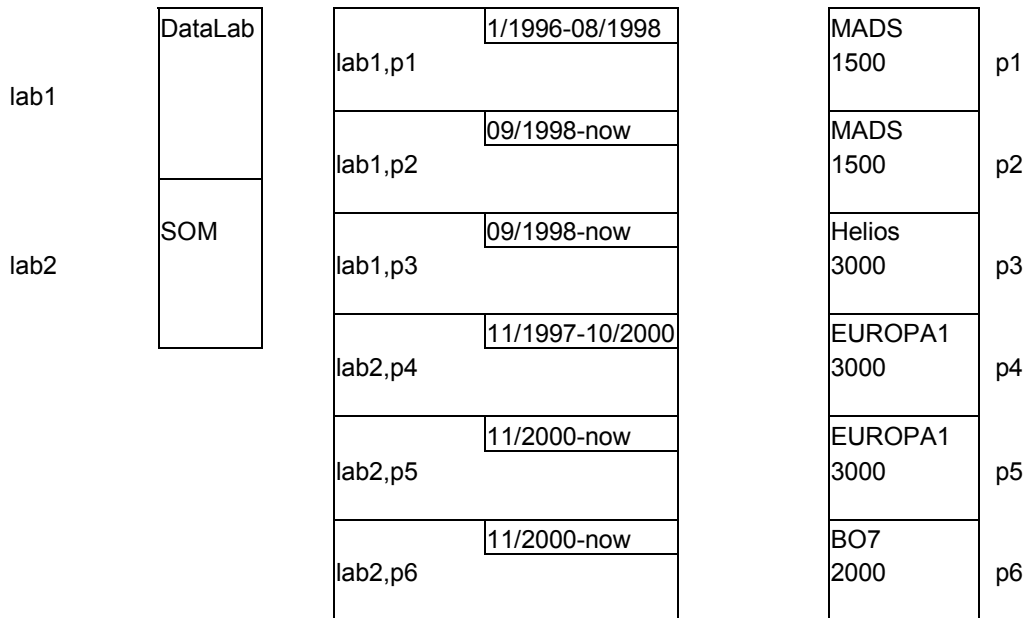 DataLab
lab1
SOM
lab2
1/1996-08/1998
lab1,p1
09/1998-now
lab1,p2
09/1998-now
lab1,p3
11/1997-10/2000
lab2,p4
11/2000-now
lab2,p5
11/2000-now
lab2,p6
MADS
1500 p1
MADS
1500 p2
Helios
3000 p3
EUROPA1
3000 p4
EUROPA1
3000 p5
BO7
2000 p6